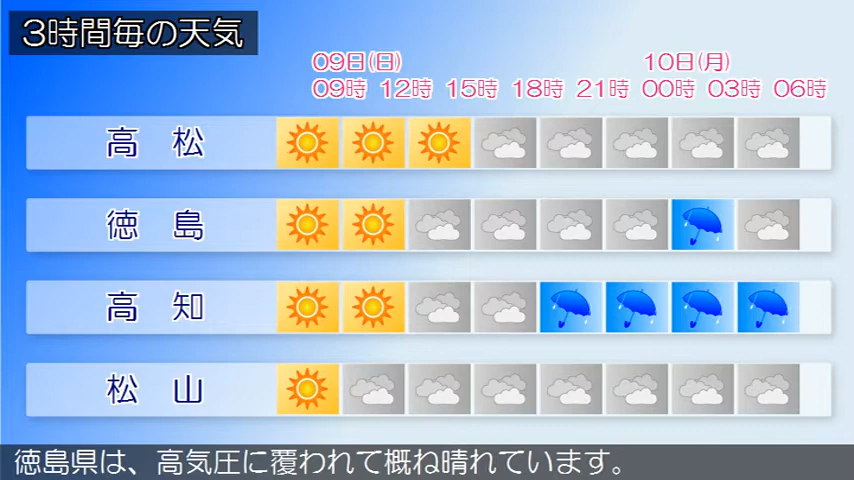 3時間毎の天気
09日(日) 10日(月)
09時 12時 15時 18時 21時 00時 03時 06時
高 松
徳 島
高 知
松 山
徳島県は、高気圧に覆われて概ね晴れています。